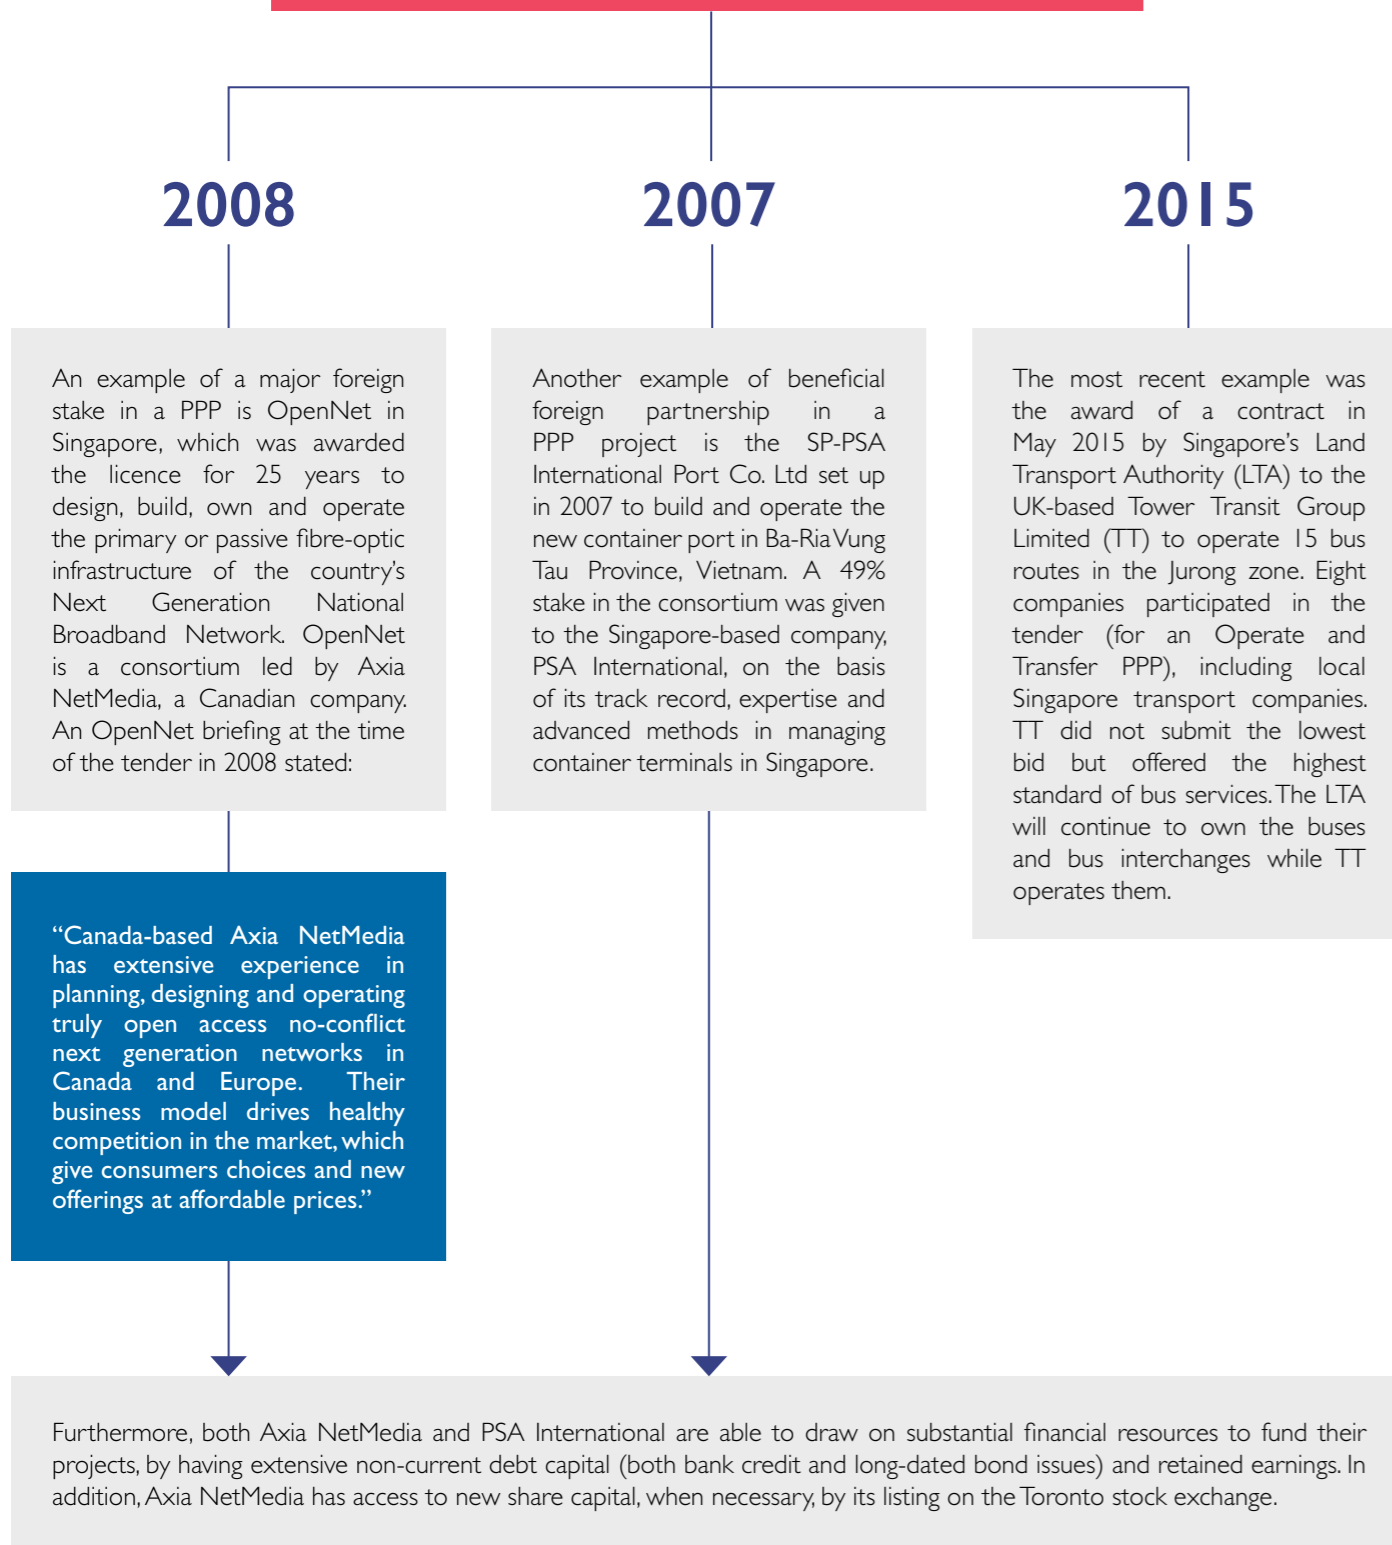 2008
An example of a major foreign
stake in a PPP is OpenNet in
Singapore, which was awarded
the licence for 25 years to
design, build, own and operate
the primary or passive fibre-optic
infrastructure of the country's
Next Generation National
Broadband Network. OpenNet
is a consortium led by Axia
NetMedia, a Canadian company.
An OpenNet briefing at the time
of the tender in 2008 stated:
“Canada-based Axia NetMedia
has extensive experience in
planning, designing and operating
truly open access no-conflict
next generation networks in
Canada and Europe. Their
business model drives healthy
competition in the market, which
give consumers choices and new
offerings at affordable prices.”
2007
Another example of beneficial
foreign partnership in a
PPP project is the SP-PSA
International Port Co. Ltd set up
in 2007 to build and operate the
new container port in Ba-Ria Vung
Tau Province, Vietnam. A 49%
stake in the consortium was given
to the Singapore-based company,
PSA International, on the basis
of its track record, expertise and
advanced methods in managing
container terminals in Singapore.
2015
The most recent example was
the award of a contract in
May 2015 by Singapore's Land
Transport Authority (LTA) to the
UK-based Tower Transit Group
Limited (TT) to operate 15 bus
routes in the Jurong zone. Eight
companies participated in the
tender (for an Operate and
Transfer PPP), including local
Singapore transport companies.
TT did not submit the lowest
bid but offered the highest
standard of bus services. The LTA
will continue to own the buses
and bus interchanges while TT
operates them.
Furthermore, both Axia NetMedia and PSA International are able to draw on substantial financial resources to fund their
projects, by having extensive non-current debt capital (both bank credit and long-dated bond issues) and retained earnings. In
addition, Axia NetMedia has access to new share capital, when necessary, by its listing on the Toronto stock exchange.